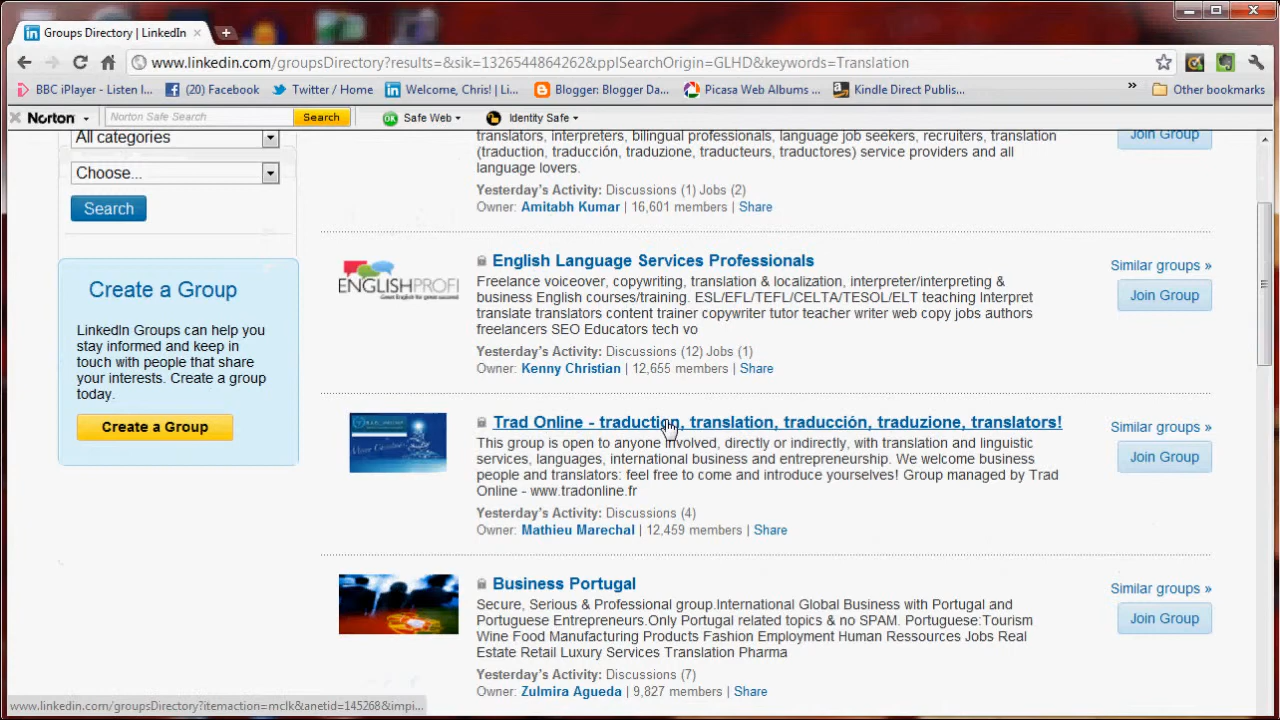 Groups Directory | LinkedIn
www.linkedin.com/groupsDirectory?results=&sik=1326544864262&pplSearchOrigin=GLHD&keywords=Translation
BBC iPlayer - Listen I... (20) Facebook Twitter / Home Welcome, Chris! | Li... Blogger: Blogger Da... Picasa Web Albums ... Kindle Direct Publis... » Other bookmarks
Norton Norton Safe Search Search Safe Web Identity Safe
All categories
Choose...
Search
Create a Group
LinkedIn Groups can help you
stay informed and keep in
touch with people that share
your interests. Create a group
today.
Create a Group
translators, interpreters, bilingual professionals, language job seekers, recruiters, translation
(traduction, traducción, traduzione, traducteurs, traductores) service providers and all
language lovers.
Yesterday's Activity: Discussions (1) Jobs (2)
Owner: Amitabh Kumar | 16,601 members | Share
Join Group
ENGLISHPROFI
English Language Services Professionals
Freelance voiceover, copywriting, translation & localization, interpreter/interpreting &
business English courses/training. ESL/EFL/TEFL/CELTA/TESOL/ELT teaching Interpret
translate translators content trainer copywriter tutor teacher writer web copy jobs authors
freelancers SEO Educators tech vo
Yesterday's Activity: Discussions (12) Jobs (1)
Owner: Kenny Christian | 12,655 members | Share
Similar groups »
Join Group
Trad Online - traduction, translation, traducción, traduzione, translators!
This group is open to anyone involved, directly or indirectly, with translation and linguistic
services, languages, international business and entrepreneurship. We welcome business
people and translators: feel free to come and introduce yourselves! Group managed by Trad
Online - www.tradonline.fr
Yesterday's Activity: Discussions (4)
Owner: Mathieu Marechal | 12,459 members | Share
Similar groups »
Join Group
Business Portugal
Secure, Serious & Professional group.International Global Business with Portugal and
Portuguese Entrepreneurs.Only Portugal related topics & no SPAM. Portuguese:Tourism
Wine Food Manufacturing Products Fashion Employment Human Ressources Jobs Real
Estate Retail Luxury Services Translation Pharma
Yesterday's Activity: Discussions (7)
Owner: Zulmira Agueda | 9,827 members | Share
Similar groups »
Join Group
www.linkedin.com/groupsDirectory?itemaction=mclk&anetid=145268&impi...